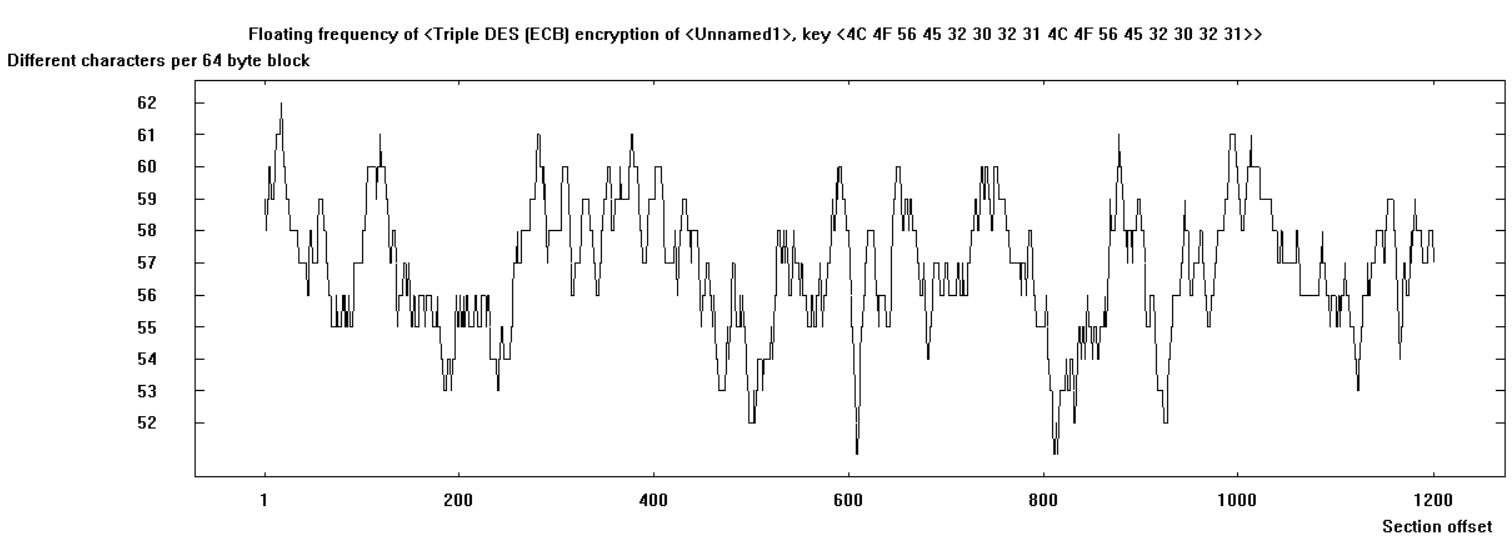 Floating frequency of <Triple DES (ECB) encryption of <Unnamed1>, key <4C 4F 56 45 32 30 32 31 4C 4F 56 45 32 30 32 31>>
Different characters per 64 byte block
62
61
60
59
58
57
56
55
54
53
52
1 200 400 600 800 1000 1200
Section offset